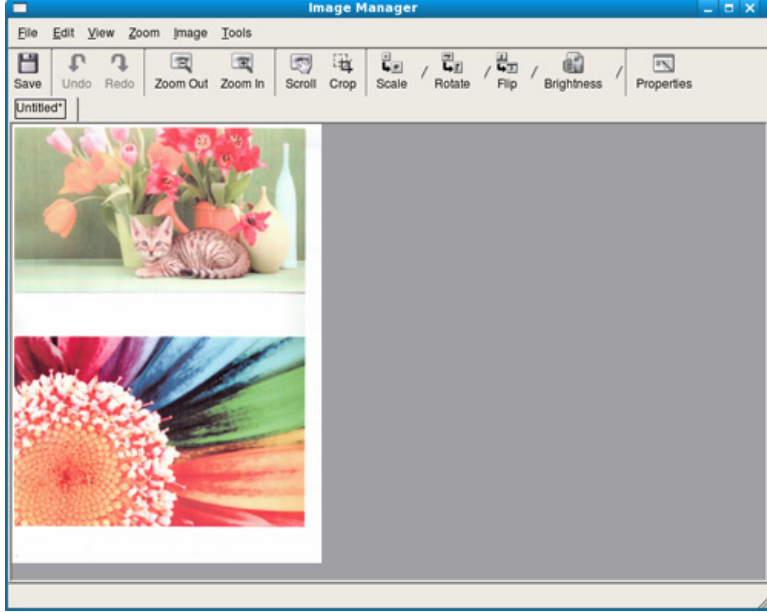 Image Manager
File Edit View Zoom Image Tools
Save Undo Redo Zoom Out Zoom In Scroll Crop Scale / Rotate / Flip / Brightness / Properties
Untitled*